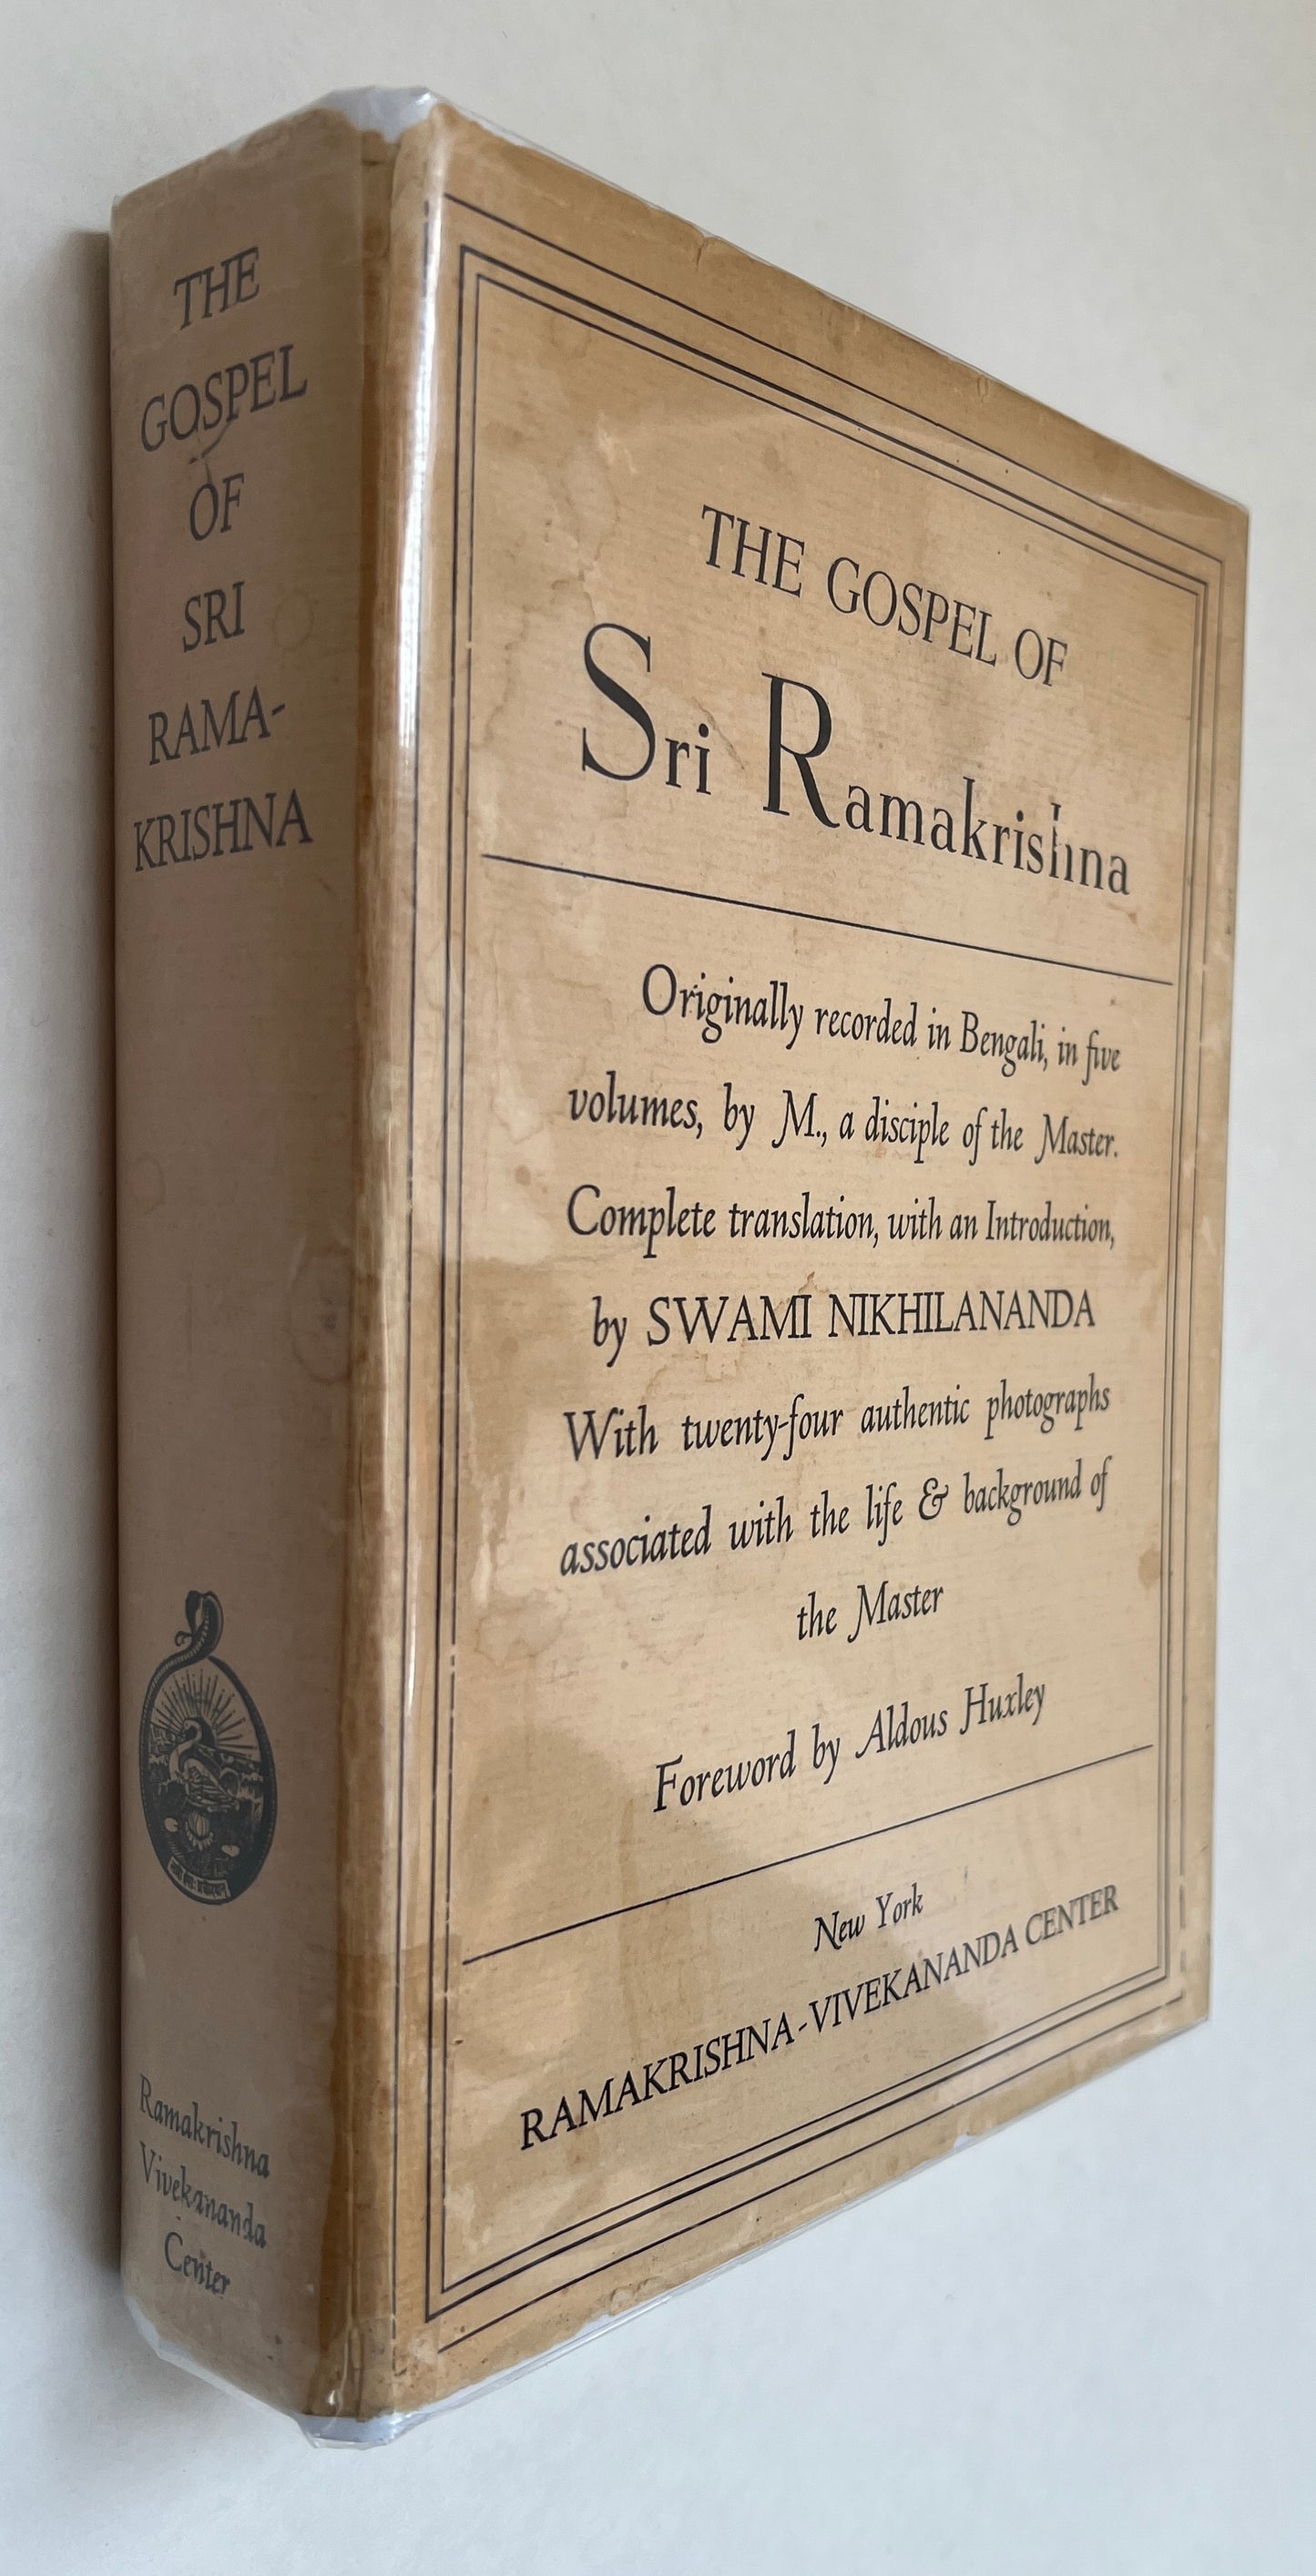 THE
GOSPEL
OF
SRI
RAMA-
KRISHNA
Ramakrishna
Vivekananda
Center
THE GOSPEL OF
Sri Ramakrishna
Originally recorded in Bengali, in five
volumes, by M., a disciple of the Master.
Complete translation, with an Introduction,
by SWAMI NIKHILANANDA
With twenty-four authentic photographs
associated with the life & background of
the Master
Foreword by Aldous Huxley
New York
RAMAKRISHNA-VIVEKANANDA CENTER